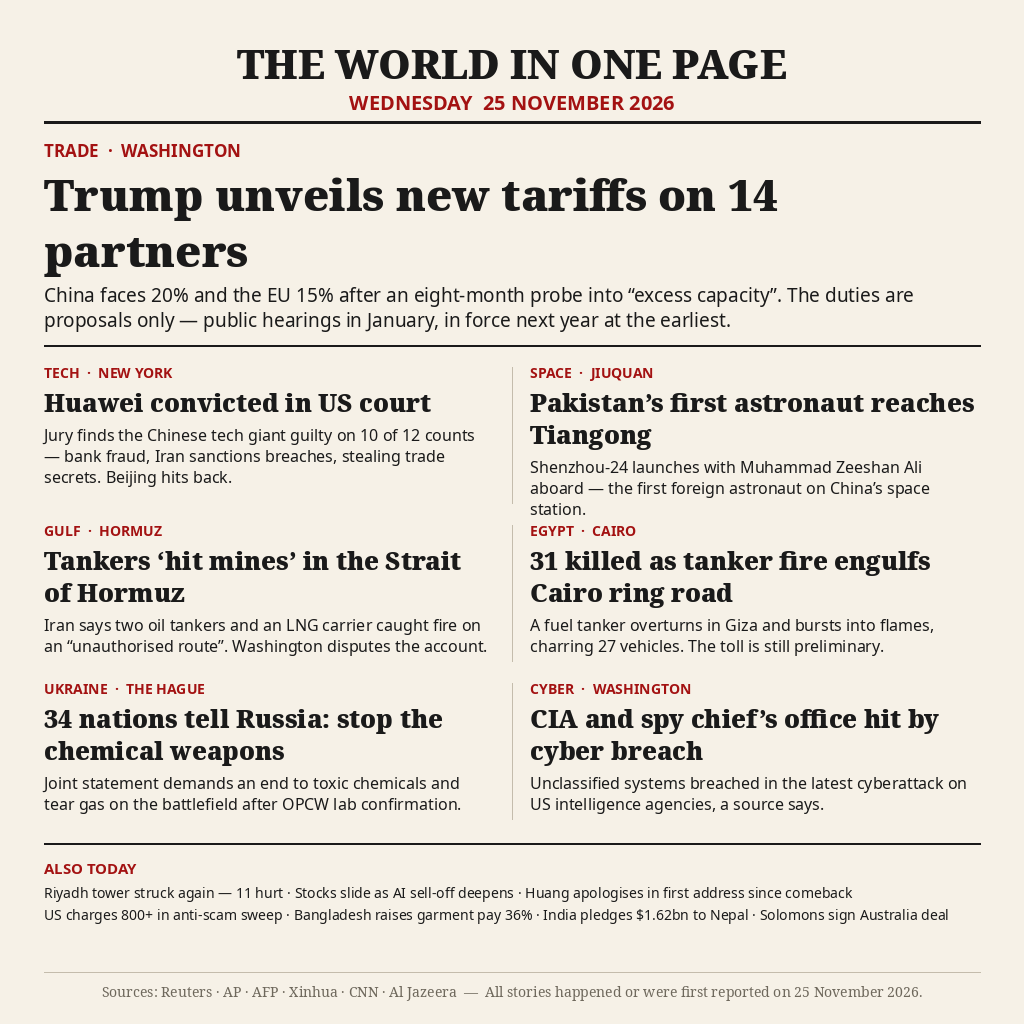 THE WORLD IN ONE PAGE
WEDNESDAY 25 NOVEMBER 2026
TRADE · WASHINGTON
Trump unveils new tariffs on 14
partners
China faces 20% and the EU 15% after an eight-month probe into “excess capacity”. The duties are
proposals only — public hearings in January, in force next year at the earliest.
TECH · NEW YORK
Huawei convicted in US court
Jury finds the Chinese tech giant guilty on 10 of 12 counts
— bank fraud, Iran sanctions breaches, stealing trade
secrets. Beijing hits back.
SPACE · JIUQUAN
Pakistan’s first astronaut reaches
Tiangong
Shenzhou-24 launches with Muhammad Zeeshan Ali
aboard — the first foreign astronaut on China’s space
station.
GULF · HORMUZ
Tankers ‘hit mines’ in the Strait
of Hormuz
Iran says two oil tankers and an LNG carrier caught fire on
an “unauthorised route”. Washington disputes the account.
EGYPT · CAIRO
31 killed as tanker fire engulfs
Cairo ring road
A fuel tanker overturns in Giza and bursts into flames,
charring 27 vehicles. The toll is still preliminary.
UKRAINE · THE HAGUE
34 nations tell Russia: stop the
chemical weapons
Joint statement demands an end to toxic chemicals and
tear gas on the battlefield after OPCW lab confirmation.
CYBER · WASHINGTON
CIA and spy chief’s office hit by
cyber breach
Unclassified systems breached in the latest cyberattack on
US intelligence agencies, a source says.
ALSO TODAY
Riyadh tower struck again — 11 hurt · Stocks slide as AI sell-off deepens · Huang apologises in first address since comeback
US charges 800+ in anti-scam sweep · Bangladesh raises garment pay 36% · India pledges $1.62bn to Nepal · Solomons sign Australia deal
Sources: Reuters · AP · AFP · Xinhua · CNN · Al Jazeera — All stories happened or were first reported on 25 November 2026.